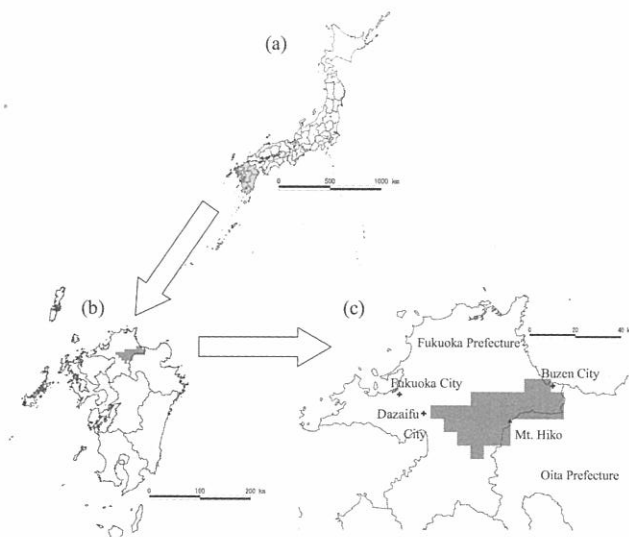 (a)
0 500 1000 km
(b)
0 100 200 km
(c)
0 20 40 k
Fukuoka Prefecture
Buzen City
Fukuoka City
Dazaifu
City
Mt. Hiko
Oita Prefecture